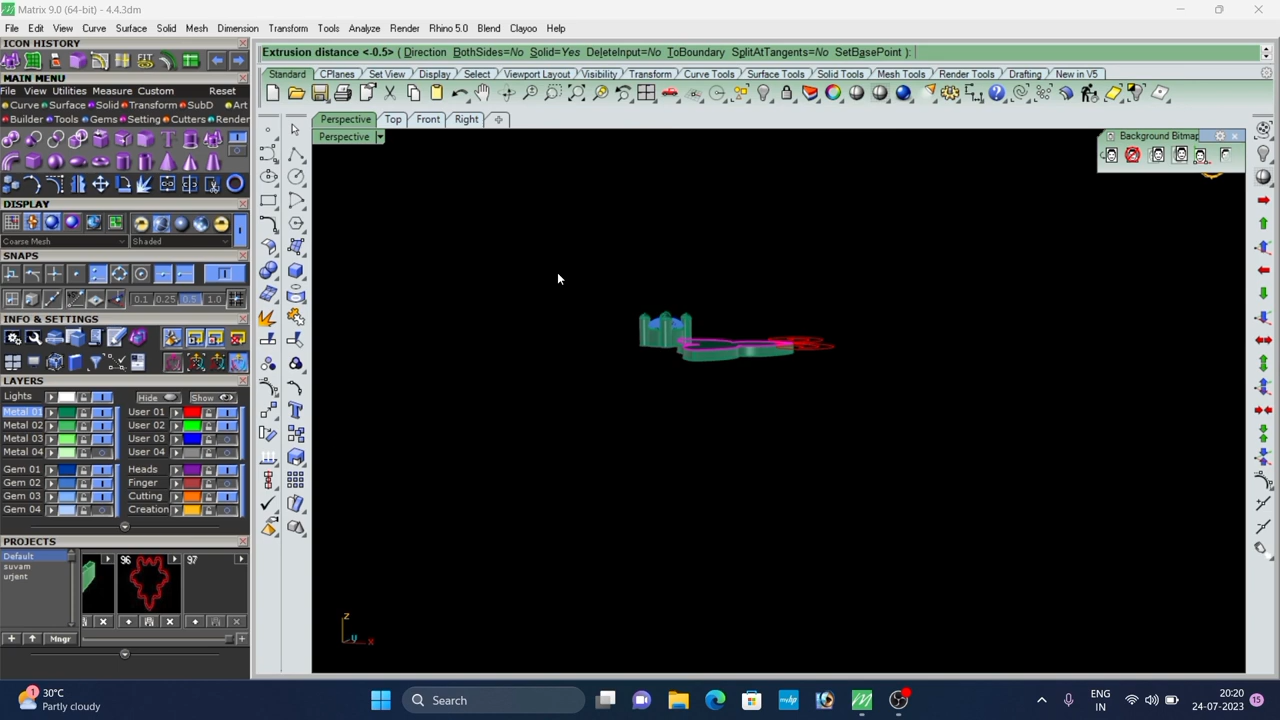 Matrix 9.0 (64-bit) - 4.4.3dm
File Edit View Curve Surface Solid Mesh Dimension Transform Tools Analyze Render Rhino 5.0 Blend Clayoo Help
ICON HISTORY
Extrusion distance <-0.5> ( Direction BothSides=No Solid=Yes DeleteInput=No ToBoundary SplitAtTangents=No SetBasePoint ):
Standard CPlanes Set View Display Select Viewport Layout Visibility Transform Curve Tools Surface Tools Solid Tools Mesh Tools Render Tools Drafting New in V5
MAIN MENU Reset
File View Utilities Measure Custom
Curve Surface Solid Transform SubD Art
Builder Tools Gems Setting Cutters Render
Perspective Top Front Right
Perspective
Background Bitmap
DISPLAY
Coarse Mesh Shaded
SNAPS
0.1 0.25 0.5 1.0
INFO & SETTINGS
LAYERS
Lights Hide Show
Metal 01 User 01
Metal 02 User 02
Metal 03 User 03
Metal 04 User 04
Gem 01 Heads
Gem 02 Finger
Gem 03 Cutting
Gem 04 Creation
PROJECTS
Default
suvam
urjent
96
97
Mngr
z
y
x
1
30°C
Partly cloudy
Search
ENG
IN
20:20
24-07-2023
15